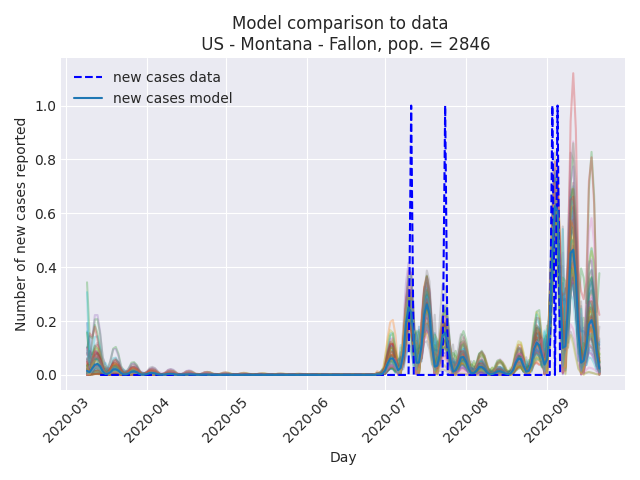 Model comparison to data
US - Montana - Fallon, pop. = 2846
new cases data
new cases model
Number of new cases reported
1.0
0.8
0.6
0.4
0.2
0.0
2020-03
2020-04
2020-05
2020-06
2020-07
2020-08
2020-09
Day